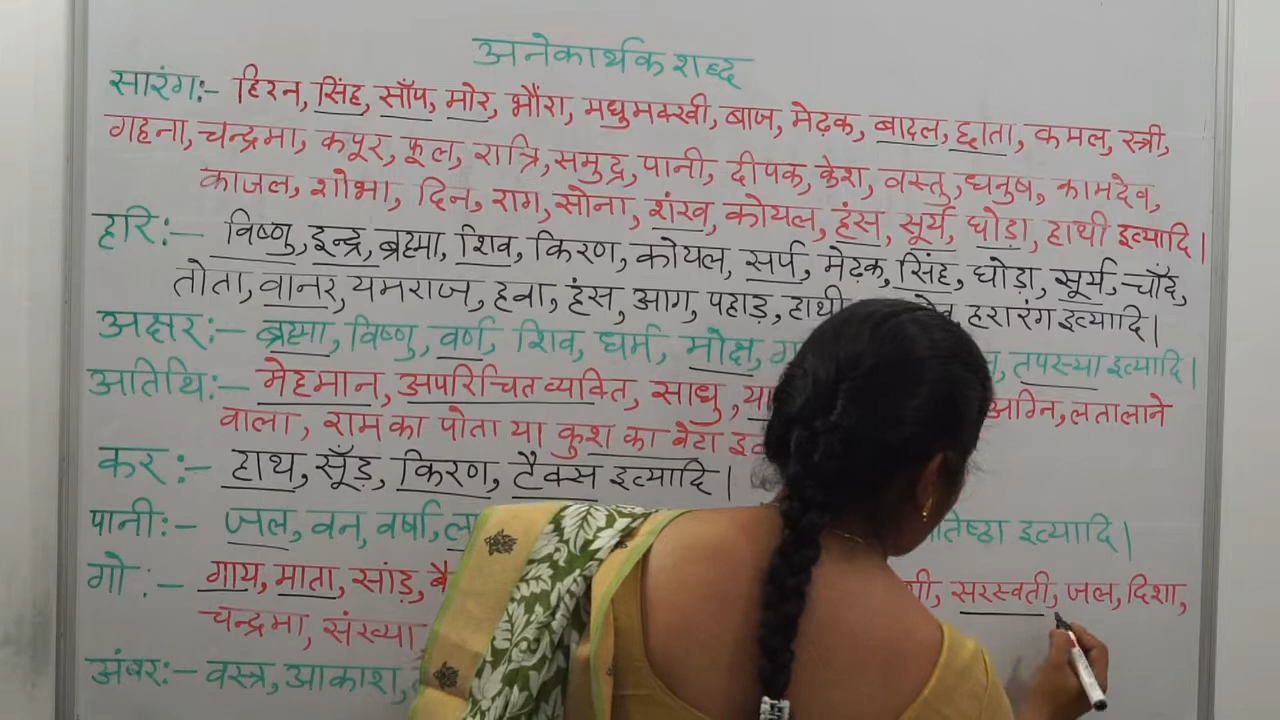 अनेकार्थक शब्द
सारंग:- हिरन, सिंह, साँप, मोर, भौंरा, मधुमक्खी, बाज, मेढ़क, बादल, छाता, कमल, स्त्री,
गहना, चन्द्रमा, कपूर, फूल, रात्रि, समुद्र, पानी, दीपक, केश, वस्तु, धनुष, कामदेव,
काजल, शोभा, दिन, राग, सोना, शंख, कोयल, हंस, सूर्य, घोड़ा, हाथी इत्यादि।
हरि:- विष्णु, इन्द्र, ब्रह्मा, शिव, किरण, कोयल, सर्प, मेढ़क, सिंह, घोड़ा, सूर्य, चाँद,
तोता, वानर, यमराज, हवा, हंस, आग, पहाड़, हाथी, हरारंग इत्यादि।
अक्षर:- ब्रह्मा, विष्णु, वर्ण, शिव, धर्म, मोक्ष, तपस्या इत्यादि।
अतिथि:- मेहमान, अपरिचित व्यक्ति, साधु, अग्नि, लतालाने
वाला, राम का पोता या कुश का बेटा
कर:- हाथ, सूँड़, किरण, टैक्स इत्यादि।
पानी:- जल, वन, वर्षा, इत्यादि।
गो:- गाय, माता, सांड़, सरस्वती, जल, दिशा,
चन्द्रमा, संख्या
अंबर:- वस्त्र, आकाश,